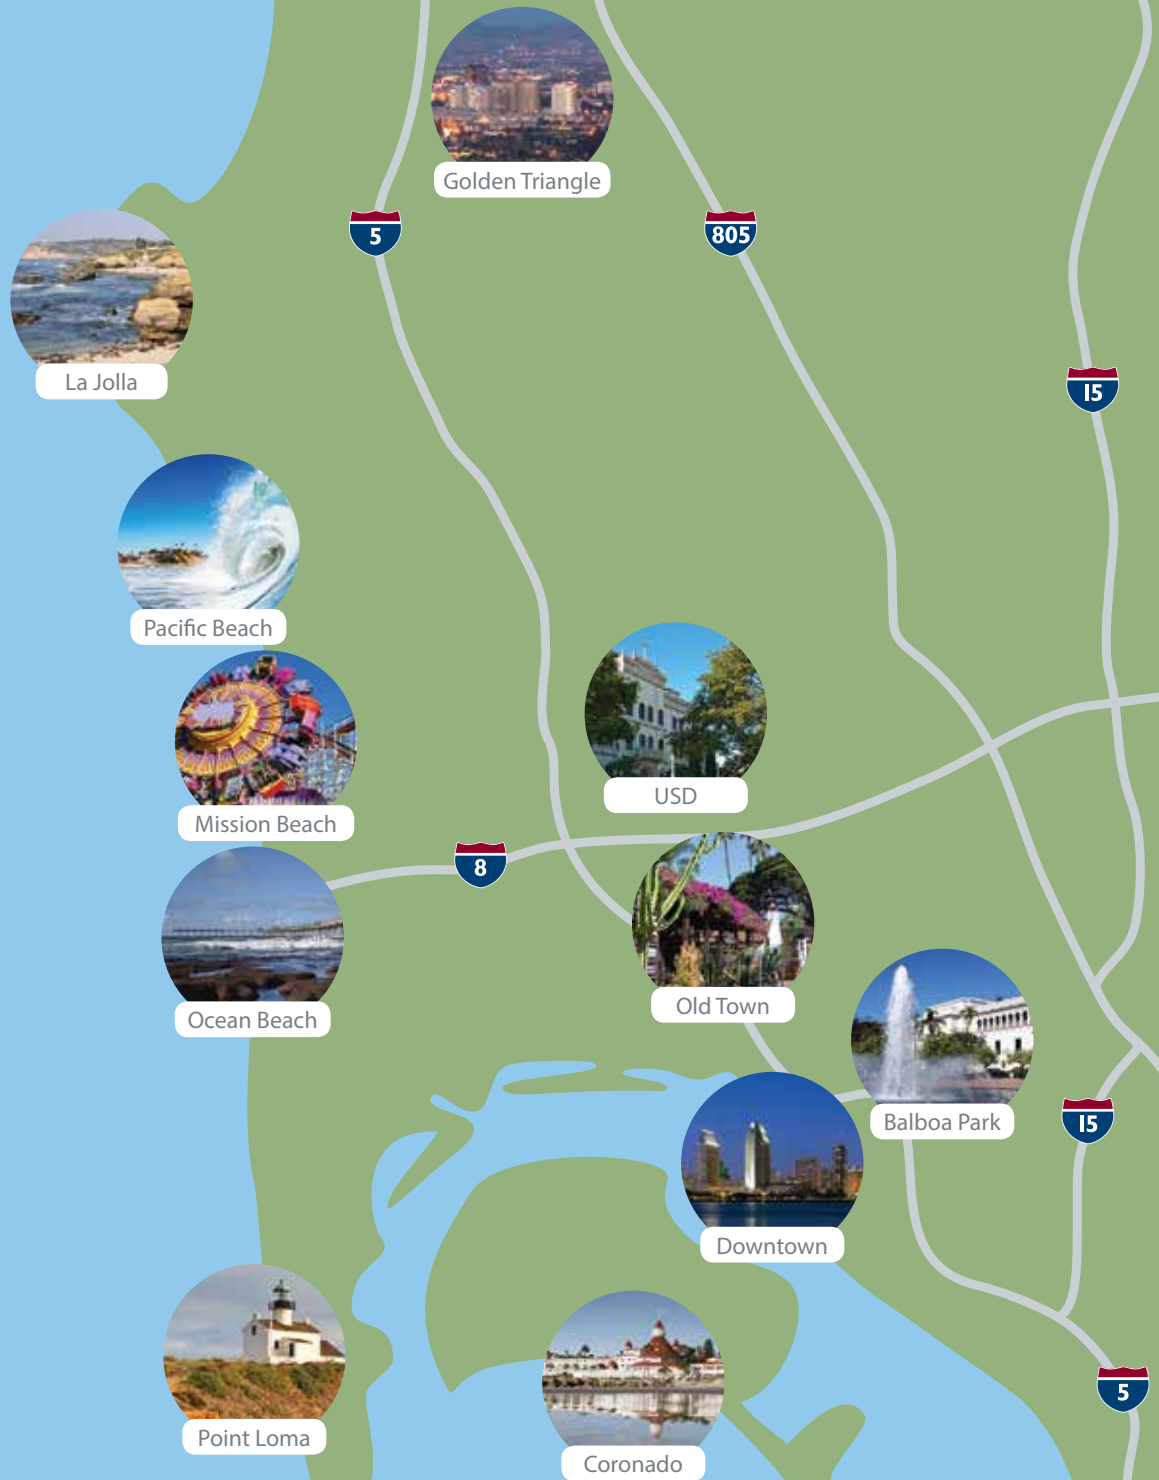 Golden Triangle
5
805
La Jolla
15
Pacific Beach
USD
Mission Beach
8
Old Town
Ocean Beach
Balboa Park
15
Downtown
5
Point Loma
Coronado